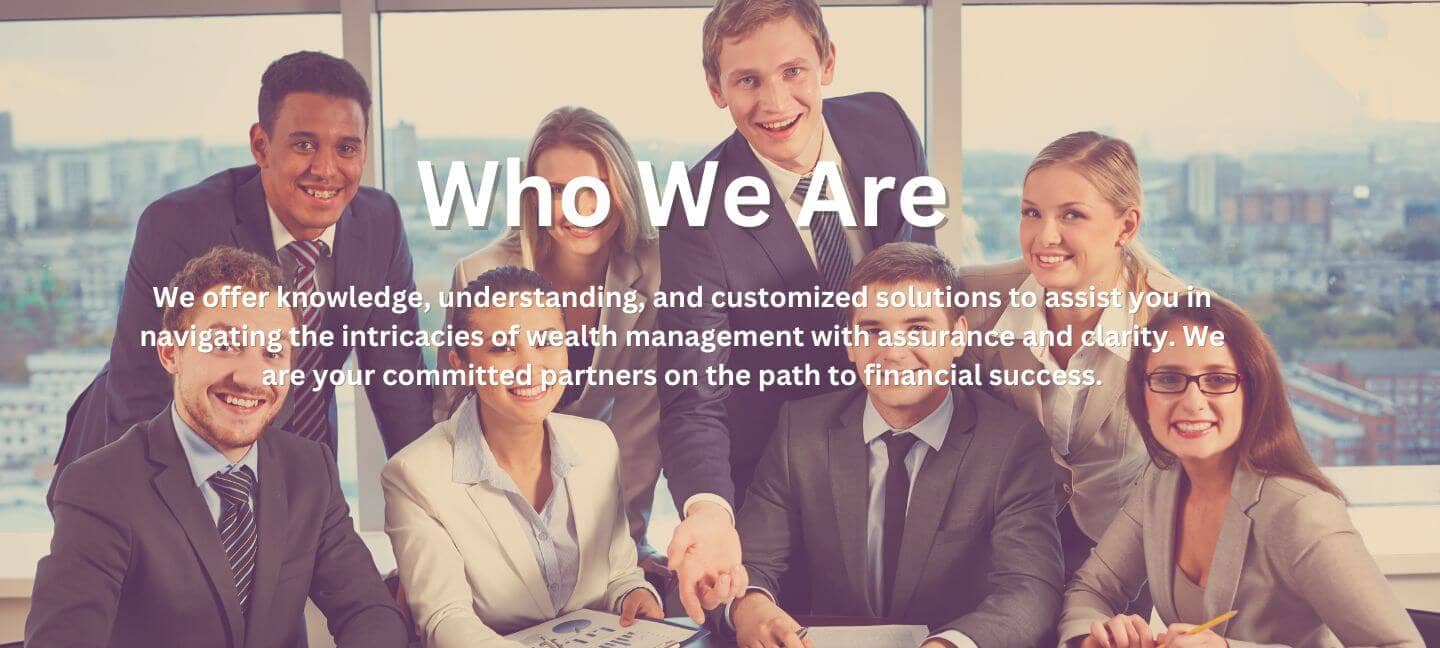 Who We Are
We offer knowledge, understanding, and customized solutions to assist you in
navigating the intricacies of wealth management with assurance and clarity. We
are your committed partners on the path to financial success.